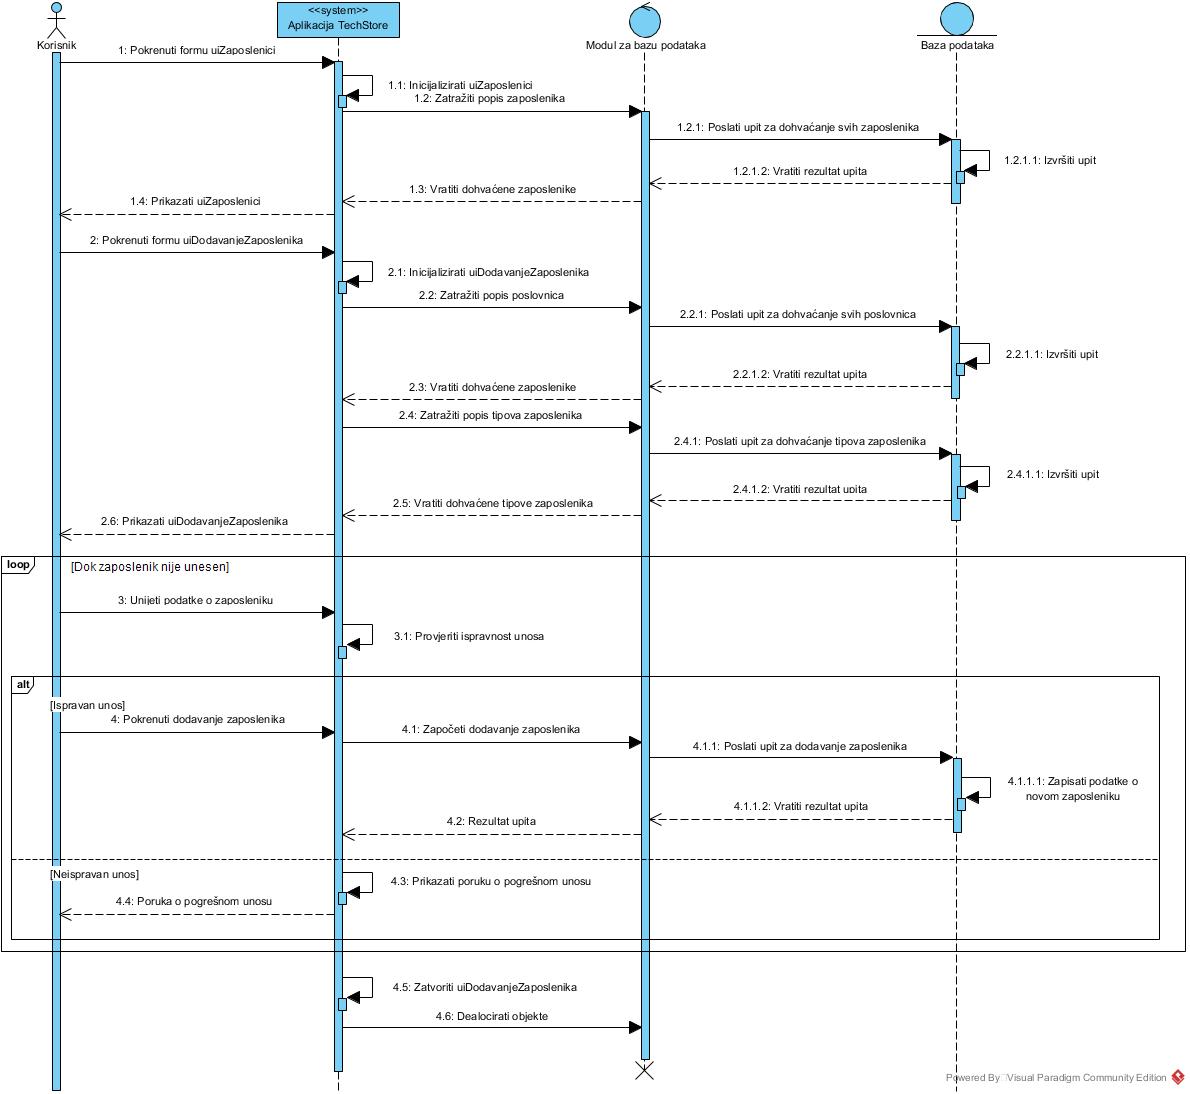 <<system>>
Aplikacija TechStore
Korisnik
Modul za bazu podataka
Baza podataka
1: Pokrenuti formu uiZaposlenici
1.1: Inicijalizirati uiZaposlenici
1.2: Zatražiti popis zaposlenika
1.2.1: Poslati upit za dohvaćanje svih zaposlenika
1.2.1.1: Izvršiti upit
1.2.1.2: Vratiti rezultat upita
1.3: Vratiti dohvaćene zaposlenike
1.4: Prikazati uiZaposlenici
2: Pokrenuti formu uiDodavanjeZaposlenika
2.1: Inicijalizirati uiDodavanjeZaposlenika
2.2: Zatražiti popis poslovnica
2.2.1: Poslati upit za dohvaćanje svih poslovnica
2.2.1.1: Izvršiti upit
2.2.1.2: Vratiti rezultat upita
2.3: Vratiti dohvaćene zaposlenike
2.4: Zatražiti popis tipova zaposlenika
2.4.1: Poslati upit za dohvaćanje tipova zaposlenika
2.4.1.1: Izvršiti upit
2.4.1.2: Vratiti rezultat upita
2.5: Vratiti dohvaćene tipove zaposlenika
2.6: Prikazati uiDodavanjeZaposlenika
loop
[Dok zaposlenik nije unesen]
3: Unijeti podatke o zaposleniku
3.1: Provjeriti ispravnost unosa
alt
[Ispravan unos]
4: Pokrenuti dodavanje zaposlenika
4.1: Započeti dodavanje zaposlenika
4.1.1: Poslati upit za dodavanje zaposlenika
4.1.1.1: Zapisati podatke o
novom zaposleniku
4.1.1.2: Vratiti rezultat upita
4.2: Rezultat upita
[Neispravan unos]
4.3: Prikazati poruku o pogrešnom unosu
4.4: Poruka o pogrešnom unosu
4.5: Zatvoriti uiDodavanjeZaposlenika
4.6: Dealocirati objekte
Powered By Visual Paradigm Community Edition